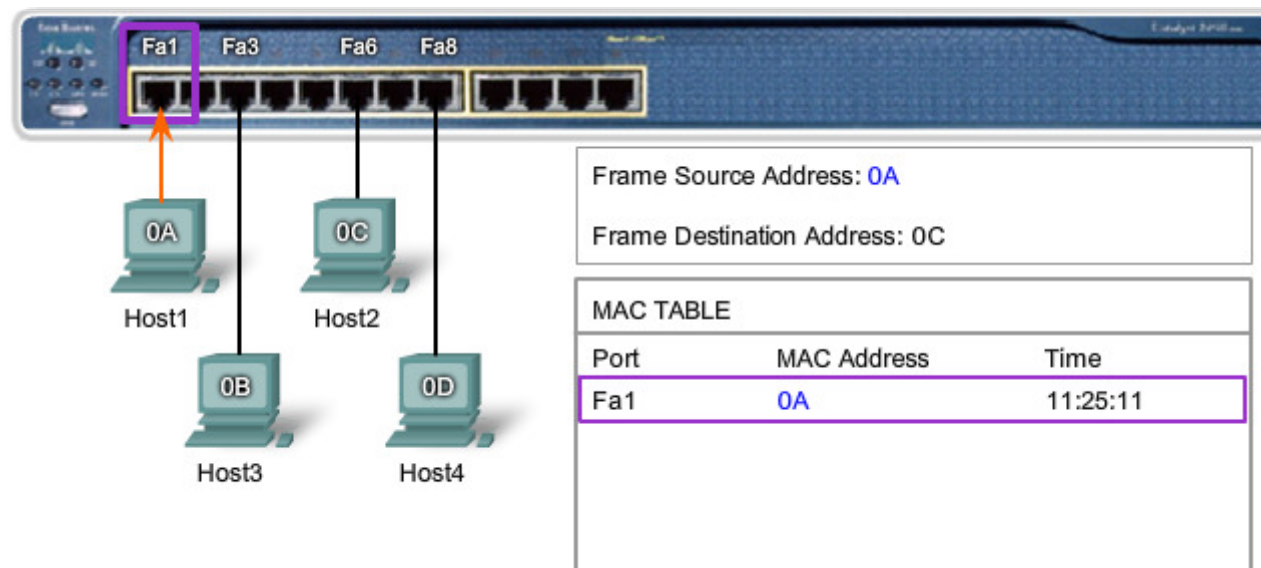 Fa1 Fa3 Fa6 Fa8
0A 0C
Host1 Host2
0B 0D
Host3 Host4
Frame Source Address: 0A
Frame Destination Address: 0C
MAC TABLE
Port MAC Address Time
Fa1 0A 11:25:11